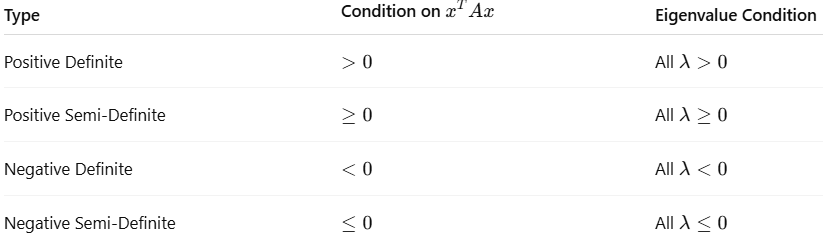 Type Condition on xᵀAx Eigenvalue Condition
Positive Definite > 0 All λ > 0
Positive Semi-Definite ≥ 0 All λ ≥ 0
Negative Definite < 0 All λ < 0
Negative Semi-Definite ≤ 0 All λ ≤ 0